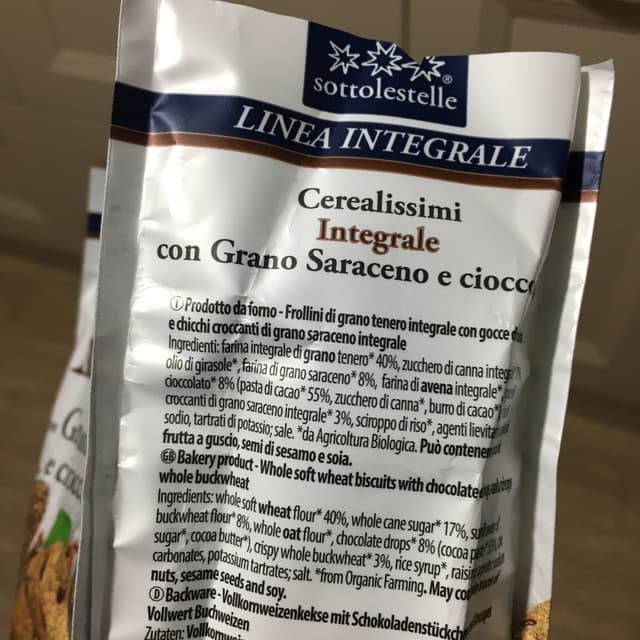 sottolestelle®
LINEA INTEGRALE
Cerealissimi
Integrale
con Grano Saraceno e ciocc
Prodotto da forno - Frollini di grano tenero integrale con gocce
e chicchi croccanti di grano saraceno integrale
Ingredienti: farina integrale di grano tenero* 40%, zucchero di canna
olio di girasole*, farina di grano saraceno* 8%, farina di avena integrale*,
cioccolato* 8% (pasta di cacao* 55%, zucchero di canna*, burro di cacao*
croccanti di grano saraceno integrale* 3%, sciroppo di riso*, agenti
sodio, tartrati di potassio; sale. *da Agricoltura Biologica. Può
frutta a guscio, semi di sesamo e soia.
GB Bakery product - Whole soft wheat biscuits with chocolate
whole buckwheat
Ingredients: whole soft wheat flour* 40%, whole cane sugar* 17%,
buckwheat flour* 8%, whole oat flour*, chocolate drops* 8% (cocoa
sugar*, cocoa butter*), crispy whole buckwheat* 3%, rice syrup*,
carbonates, potassium tartrates; salt. *from Organic Farming. May
nuts, sesame seeds and soy.
D Backware - Vollkornweizenkekse mit
Vollwert Buchweizen
Zutaten: